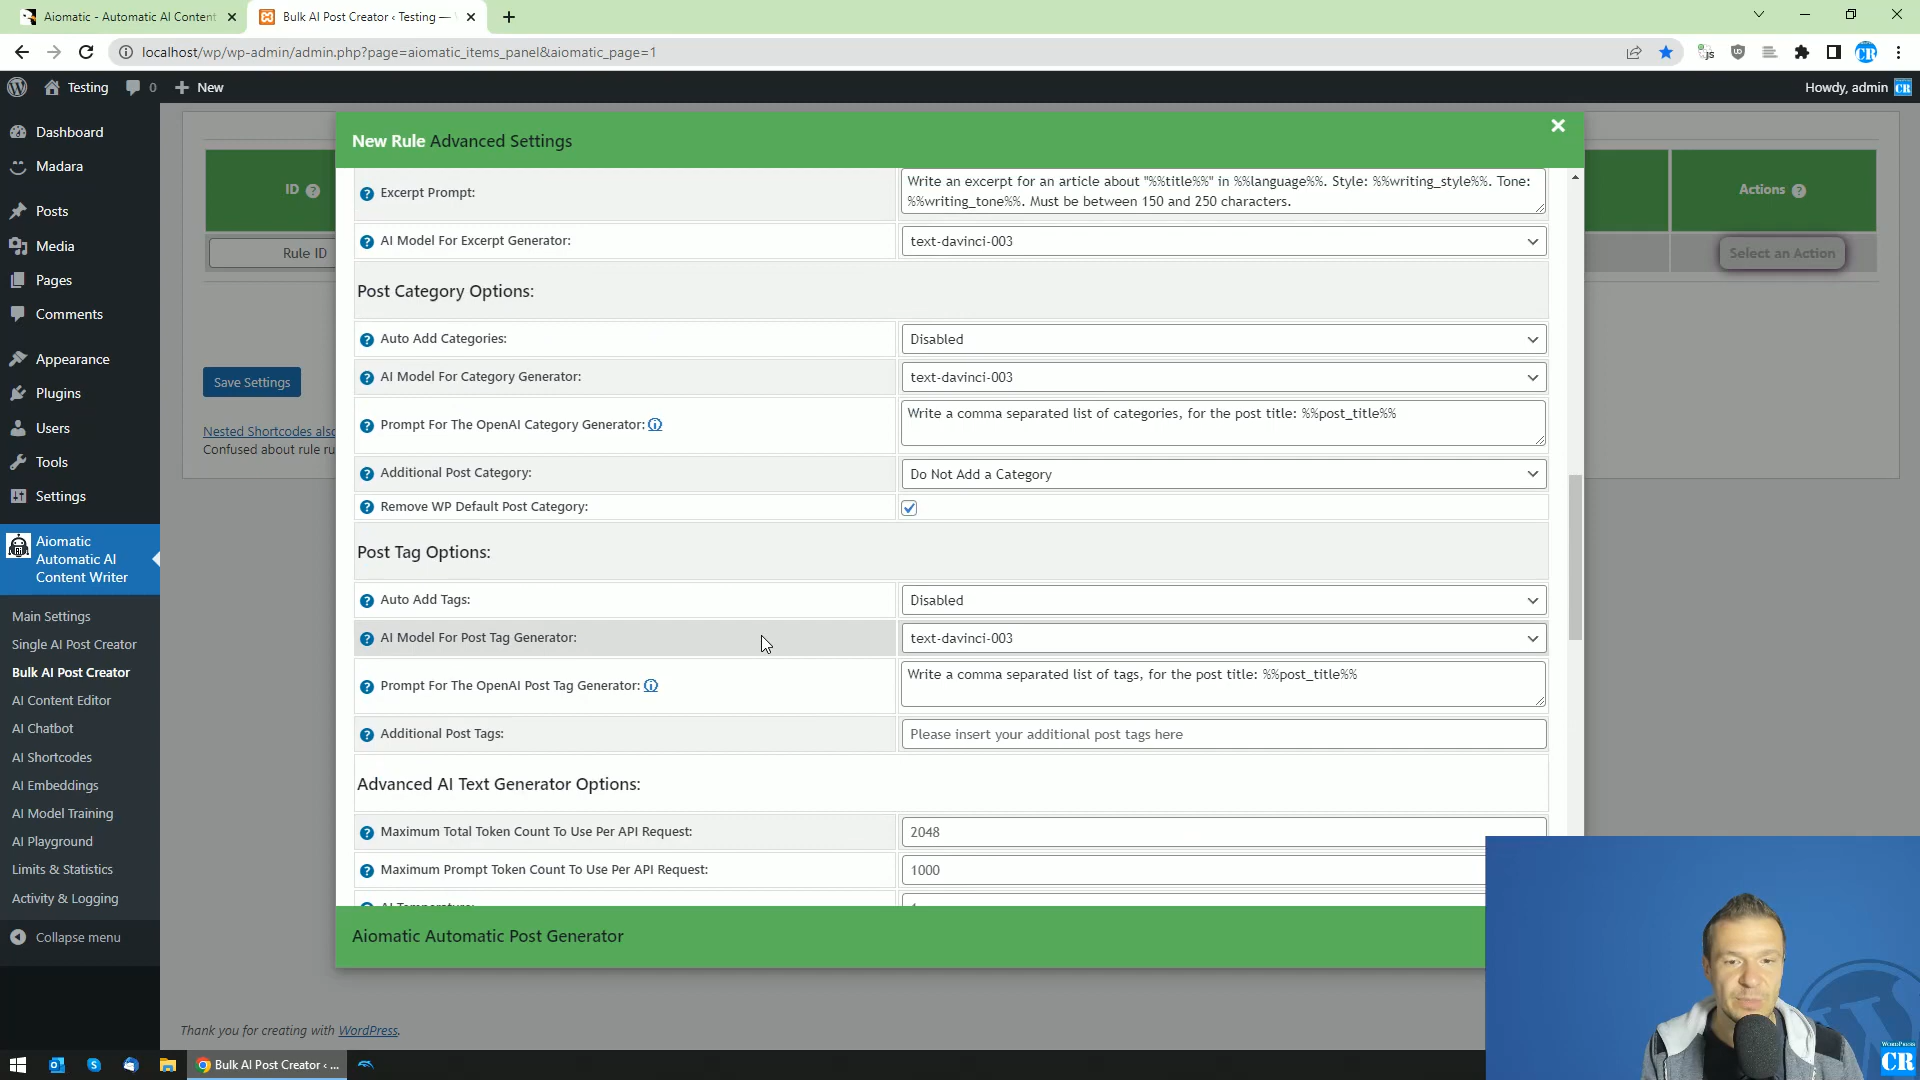 Aiomatic - Automatic AI Content
Bulk AI Post Creator ‹ Testing —
localhost/wp/wp-admin/admin.php?page=aiomatic_items_panel&aiomatic_page=1
Testing
0
New
Howdy, admin
Dashboard
Madara
Posts
Media
Pages
Comments
Appearance
Plugins
Users
Tools
Settings
Aiomatic
Automatic AI
Content Writer
Main Settings
Single AI Post Creator
Bulk AI Post Creator
AI Content Editor
AI Chatbot
AI Shortcodes
AI Embeddings
AI Model Training
AI Playground
Limits & Statistics
Activity & Logging
Collapse menu
ID
Rule ID
Actions
Select an Action
Save Settings
Nested Shortcodes also
Confused about rule ru
New Rule Advanced Settings
Excerpt Prompt:
Write an excerpt for an article about "%%title%%" in %%language%%. Style: %%writing_style%%. Tone:
%%writing_tone%%. Must be between 150 and 250 characters.
AI Model For Excerpt Generator:
text-davinci-003
Post Category Options:
Auto Add Categories:
Disabled
AI Model For Category Generator:
text-davinci-003
Prompt For The OpenAI Category Generator:
Write a comma separated list of categories, for the post title: %%post_title%%
Additional Post Category:
Do Not Add a Category
Remove WP Default Post Category:
Post Tag Options:
Auto Add Tags:
Disabled
AI Model For Post Tag Generator:
text-davinci-003
Prompt For The OpenAI Post Tag Generator:
Write a comma separated list of tags, for the post title: %%post_title%%
Additional Post Tags:
Please insert your additional post tags here
Advanced AI Text Generator Options:
Maximum Total Token Count To Use Per API Request:
2048
Maximum Prompt Token Count To Use Per API Request:
1000
Aiomatic Automatic Post Generator
Thank you for creating with WordPress.
Bulk AI Post Creator ‹ ...
WORDPRESS
CR